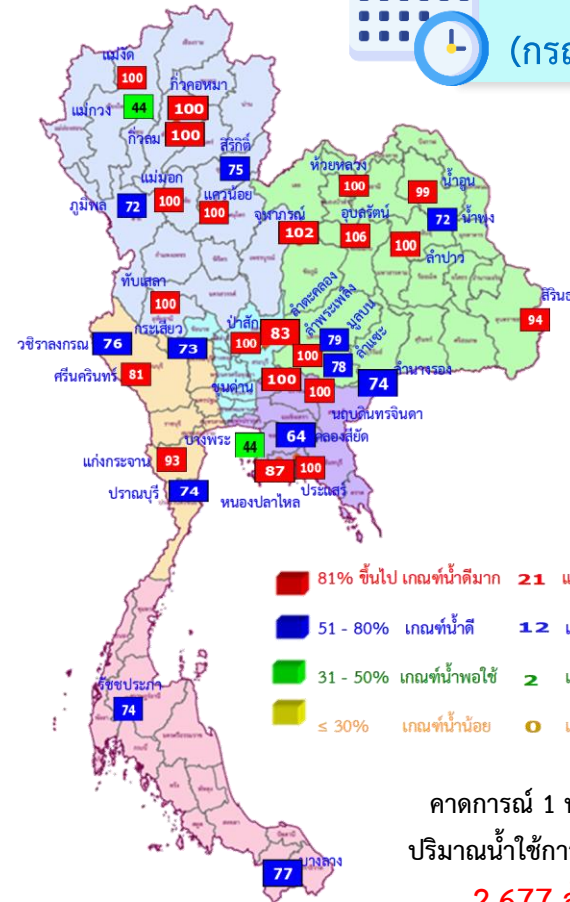 (กรณ
แม่งัด
100
แม่กวง 44
กิ่วคอหมา
100
กิ่วลม 100
สิริกิติ์
75
แม่มอก
100
ภูมิพล 72
แควน้อย
100
ห้วยหลวง
100
น้ำอูน
99
น้ำพุง
72
จุฬาภรณ์
102
อุบลรัตน์
106
ลำปาว
100
สิรินธ
94
ทับเสลา
100
กระเสียว
73
ป่าสัก
100
ลำตะคลอง
83
ลำพระเพลิง
100
มูลบน
79
ลำแชะ
78
ลำนางรอง
74
วชิราลงกรณ 76
ศรีนครินทร์ 81
ขุนด่าน
100
นฤบดินทรจินดา
100
บางพระ
44
คลองสียัด
64
หนองปลาไหล
87
ประแสร์
100
แก่งกระจาน 93
ปราณบุรี 74
81% ขึ้นไป เกณฑ์น้ำดีมาก 21 แ
51 - 80% เกณฑ์น้ำดี 12 แ
31 - 50% เกณฑ์น้ำพอใช้ 2 แ
≤ 30% เกณฑ์น้ำน้อย 0 แ
รัชชประภา
74
คาดการณ์ 1 พ
ปริมาณน้ำใช้การ
2,677 ล
บางลาง
77